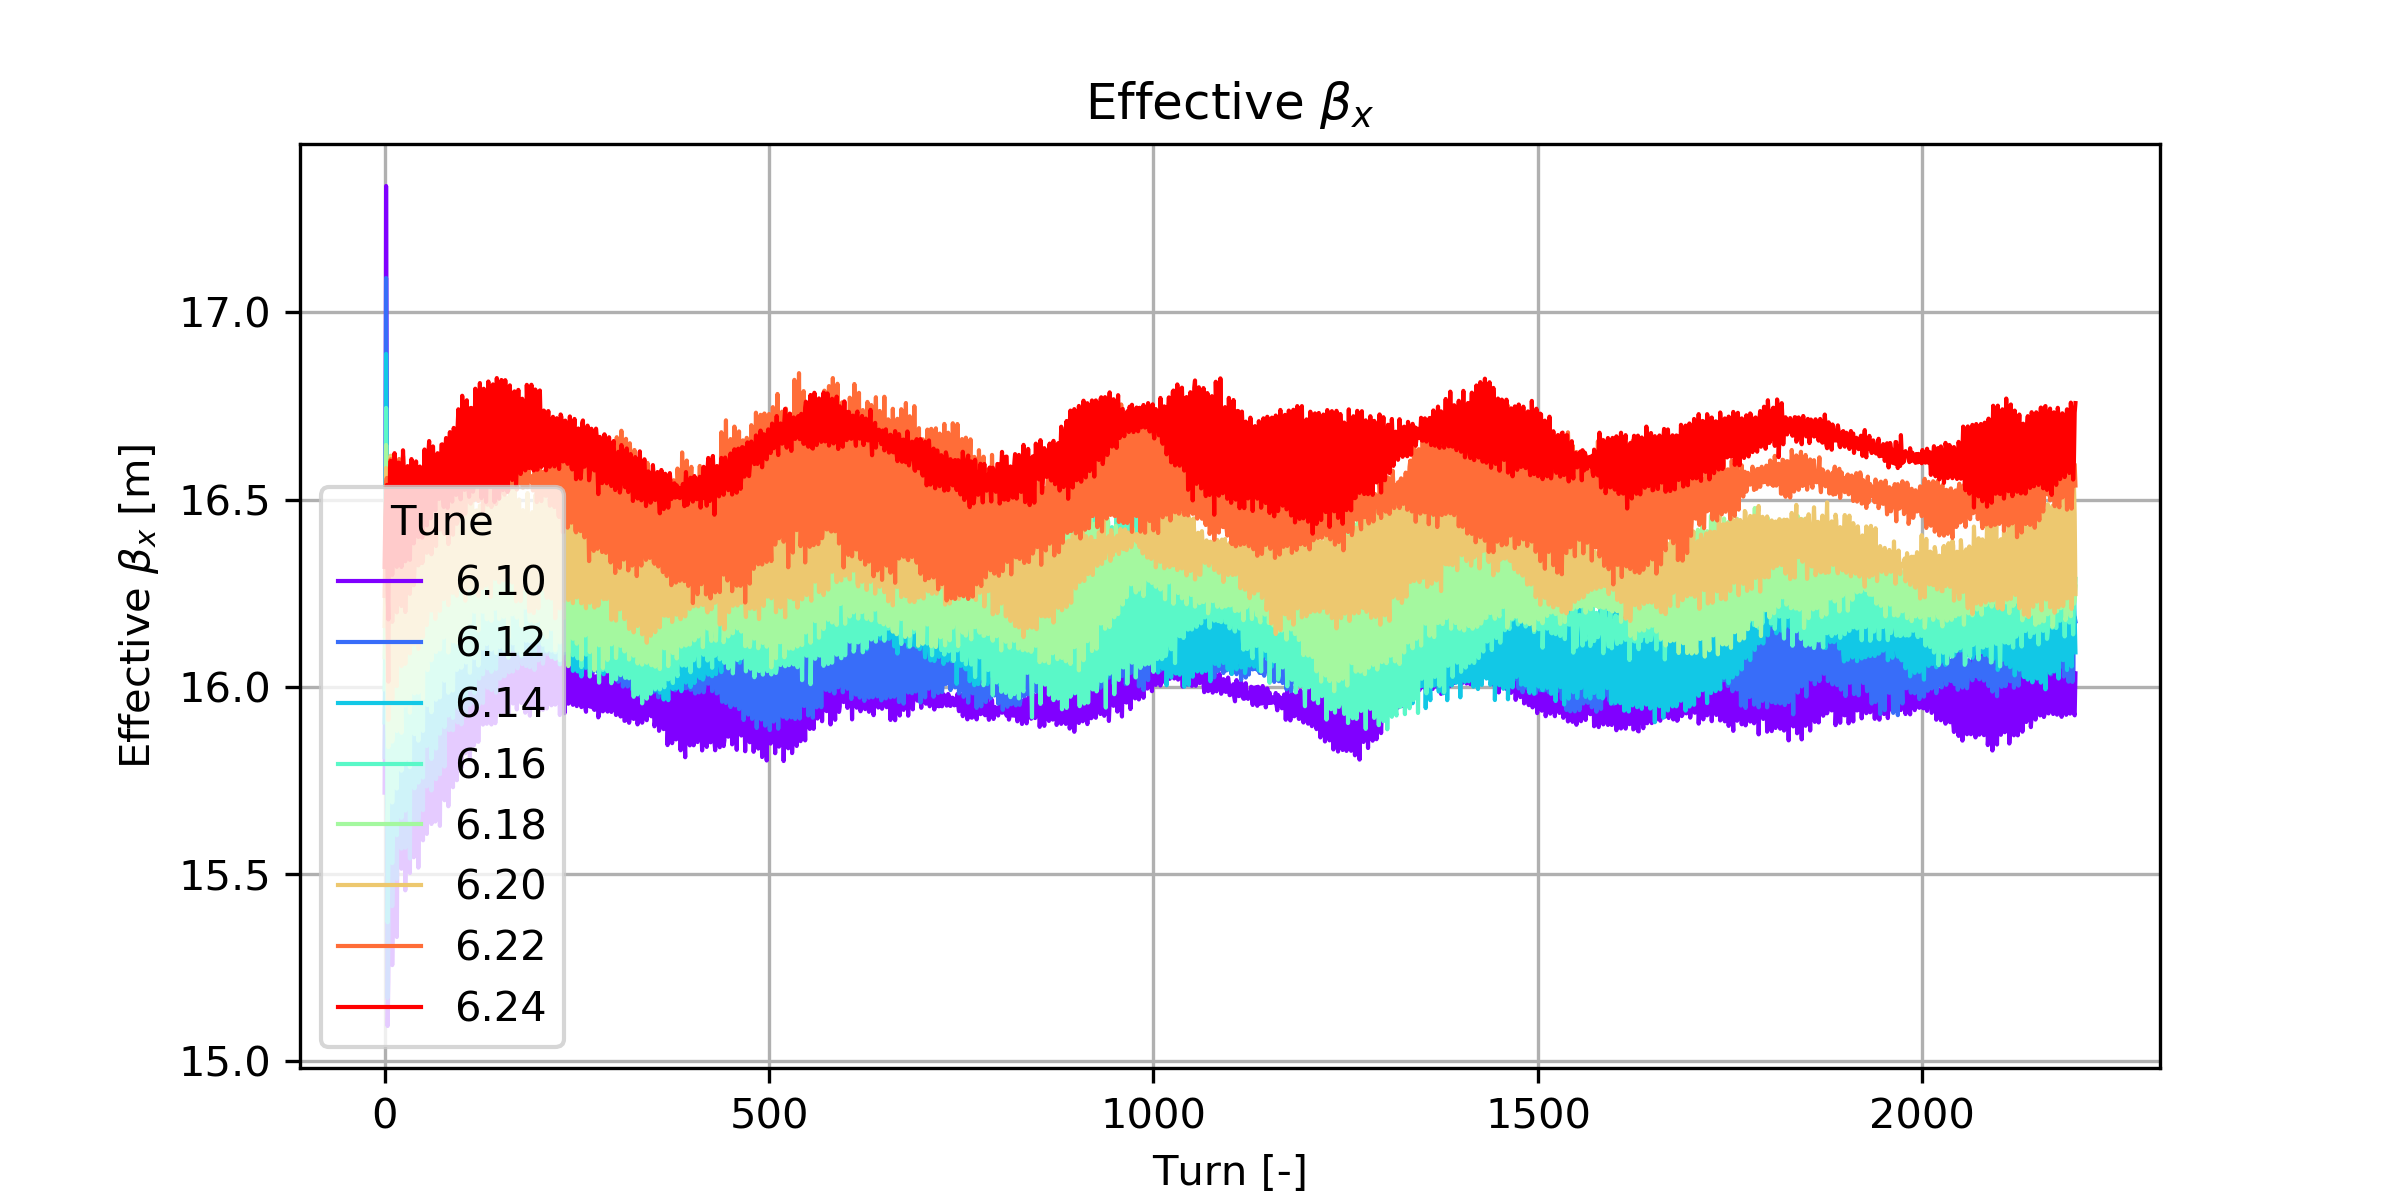 Effective βₓ
Effective βₓ [m]
17.0
16.5
16.0
15.5
15.0
Tune
6.10
6.12
6.14
6.16
6.18
6.20
6.22
6.24
0 500 1000 1500 2000
Turn [-]